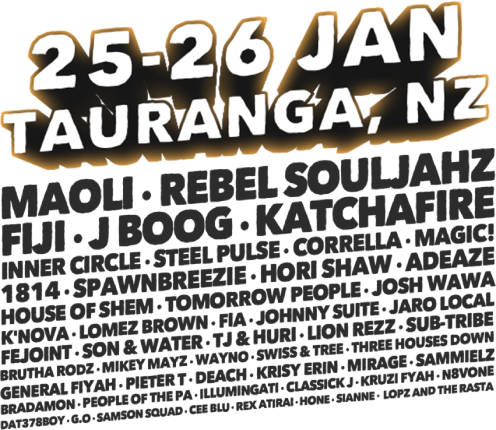 25-26 JAN
TAURANGA, NZ
MAOLI · REBEL SOULJAHZ
FIJI · J BOOG · KATCHAFIRE
INNER CIRCLE · STEEL PULSE · CORRELLA · MAGIC!
1814 · SPAWNBREEZIE · HORI SHAW · ADEAZE
HOUSE OF SHEM · TOMORROW PEOPLE · JOSH WAWA
K'NOVA · LOMEZ BROWN · FIA · JOHNNY SUITE · JARO LOCAL
FEJOINT · SON & WATER · TJ & HURI · LION REZZ · SUB-TRIBE
BRUTHA RODZ · MIKEY MAYZ · WAYNO · SWISS & TREE · THREE HOUSES DOWN
GENERAL FIYAH · PIETER T · DEACH · KRISY ERIN · MIRAGE · SAMMIELZ
BRADAMON · PEOPLE OF THE PA · ILLUMINGATI · CLASSICK J · KRUZI FYAH · N8VONE
DAT378BOY · G.O · SAMSON SQUAD · CEE BLU · REX ATIRAI · HONE · SIANNE · LOPZ AND THE RASTA